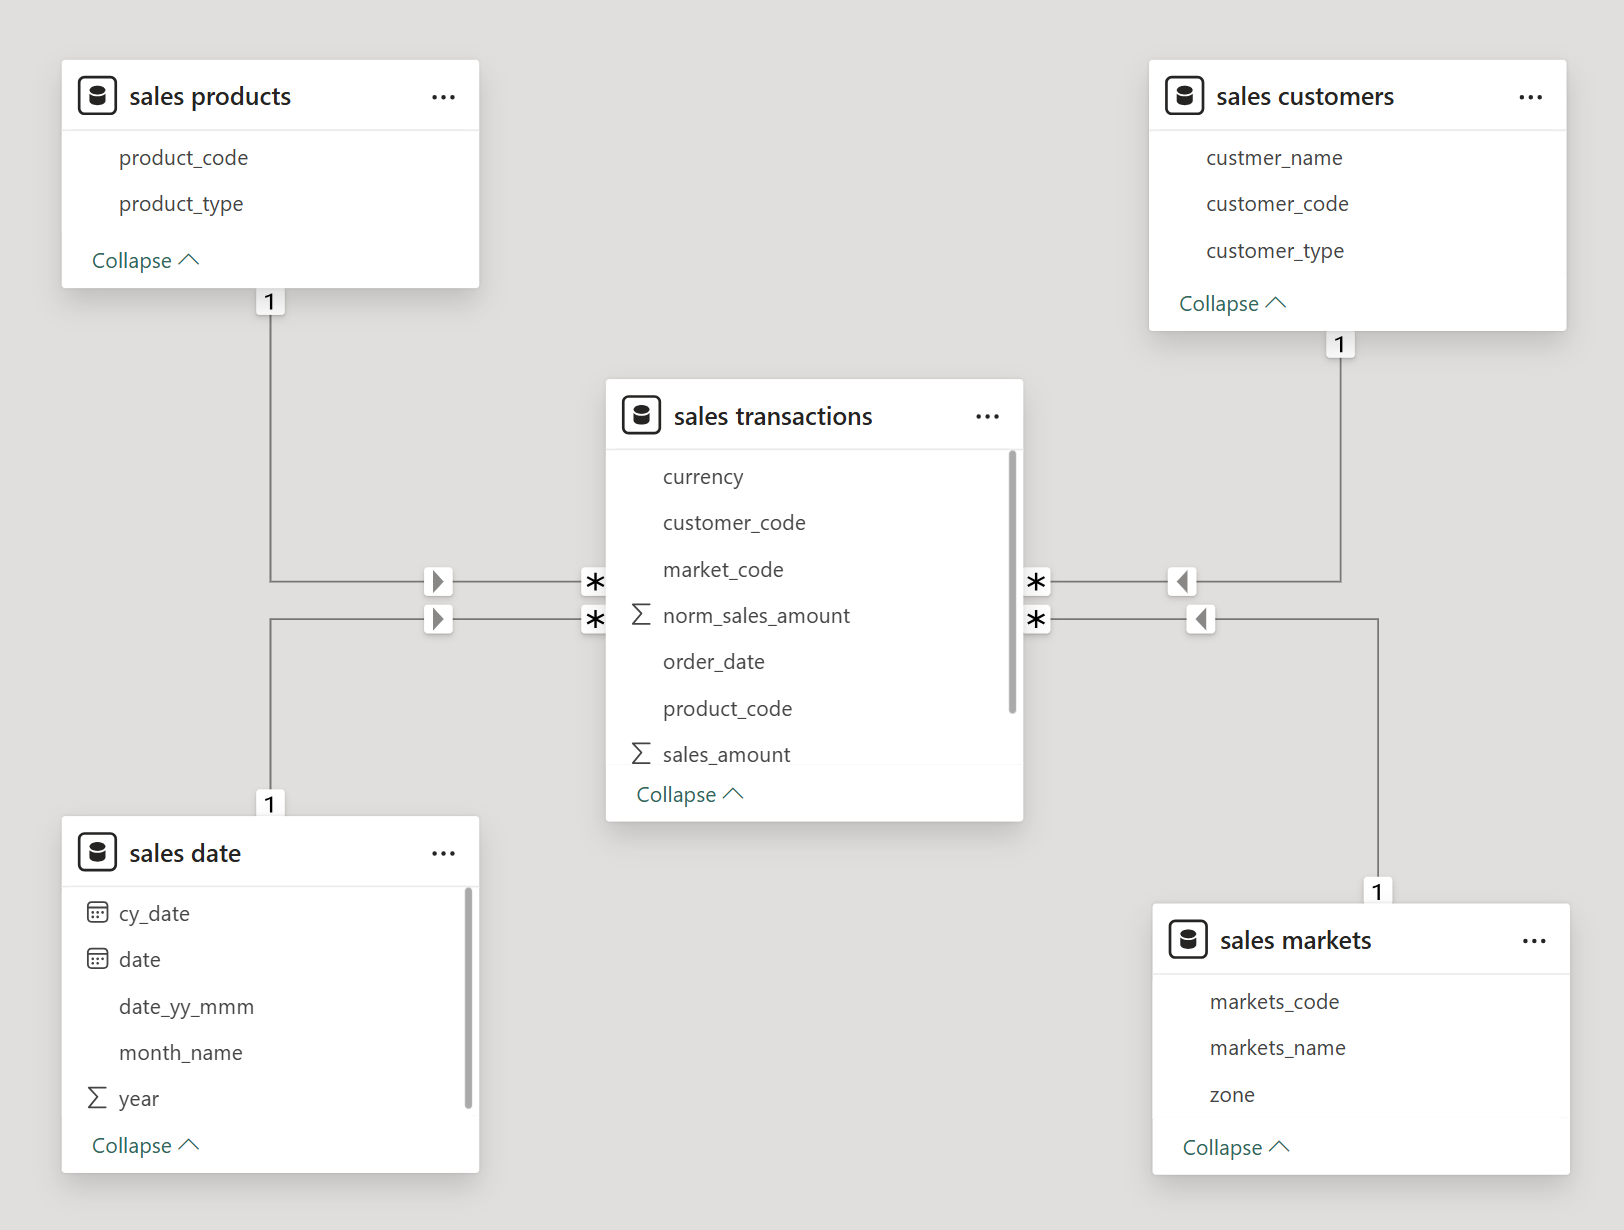 sales products
product_code
product_type
Collapse
1
sales customers
custmer_name
customer_code
customer_type
Collapse
1
sales transactions
currency
customer_code
market_code
Σ norm_sales_amount
order_date
product_code
Σ sales_amount
Collapse
*
*
*
*
1
sales date
cy_date
date
date_yy_mmm
month_name
Σ year
Collapse
1
sales markets
markets_code
markets_name
zone
Collapse